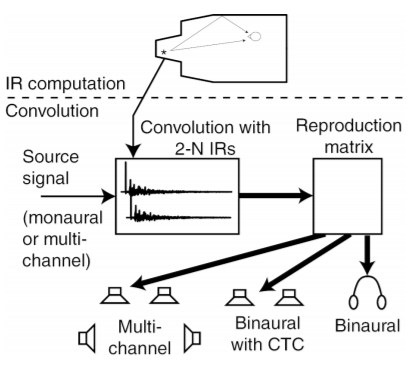 IR computation
Convolution
Convolution with
2-N IRs
Reproduction
matrix
Source
signal
(monaural
or multi-
channel)
Multi-
channel
Binaural
with CTC
Binaural